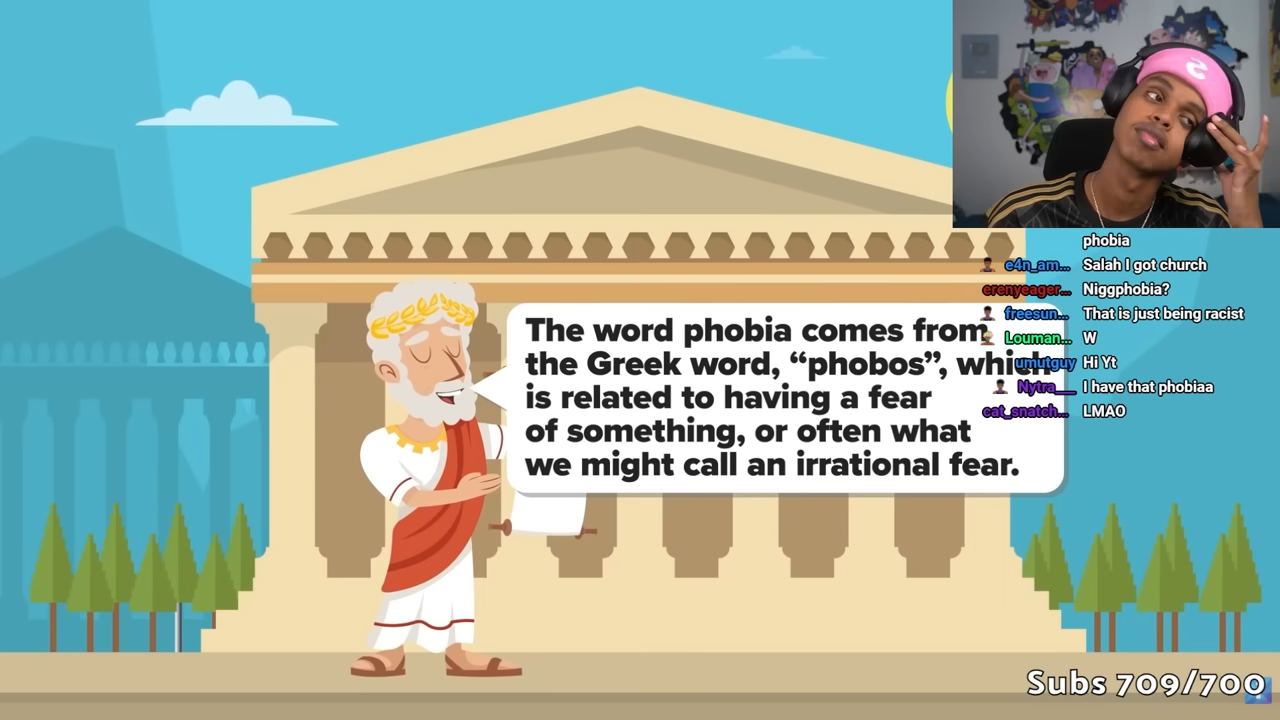 The word phobia comes from
the Greek word, “phobos”, which
is related to having a fear
of something, or often what
we might call an irrational fear.
phobia
e4n_am... Salah I got church
erenyeager... Niggphobia?
freesun... That is just being racist
Louman... W
umutguy Hi Yt
Nytra___ I have that phobiaa
cat_snatch... LMAO
Subs 709/700